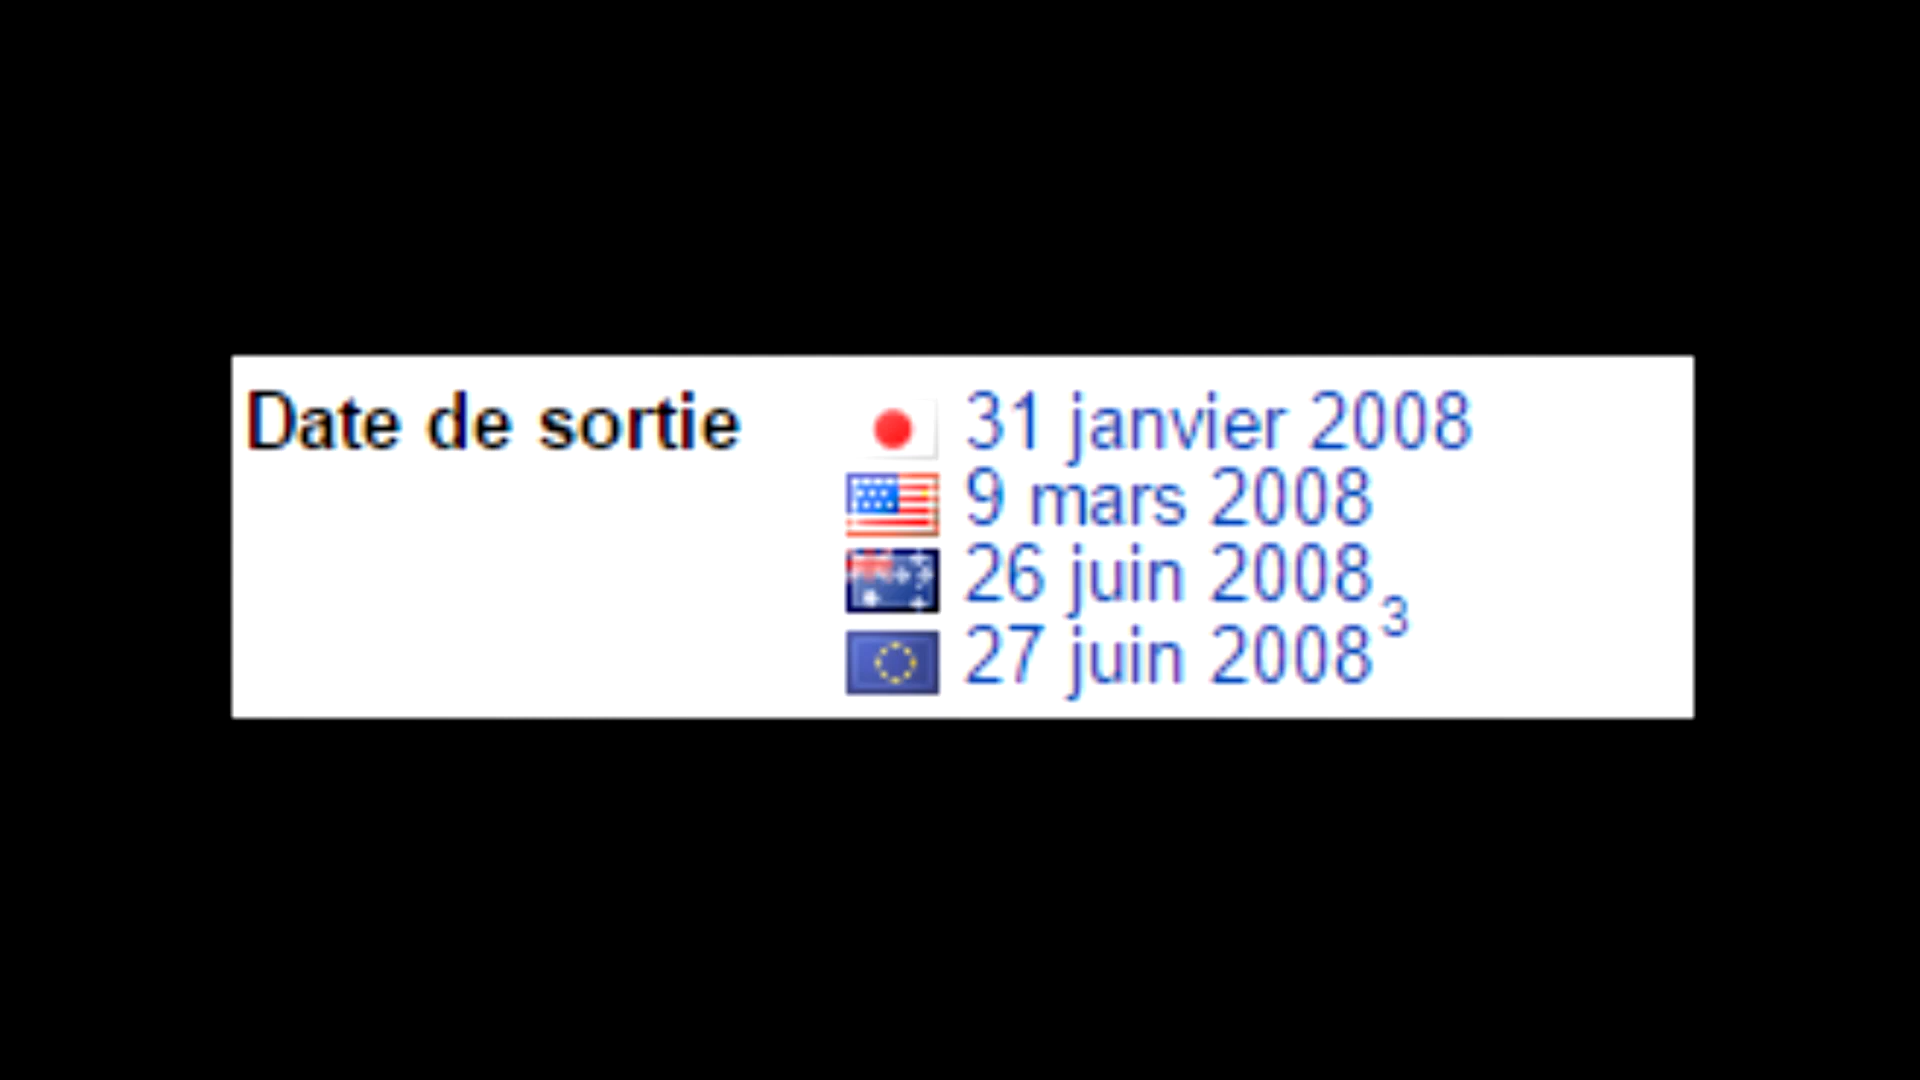 Date de sortie 31 janvier 2008
9 mars 2008
26 juin 2008
27 juin 2008 3